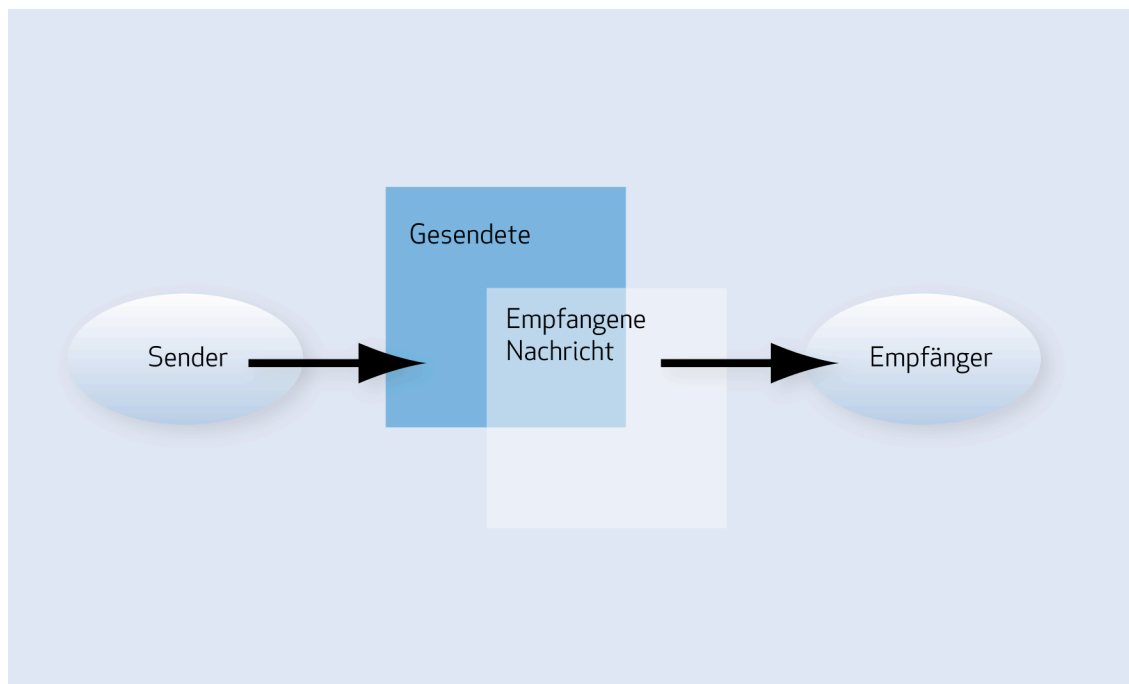 Gesendete
Empfangene
Nachricht
Sender
Empfänger